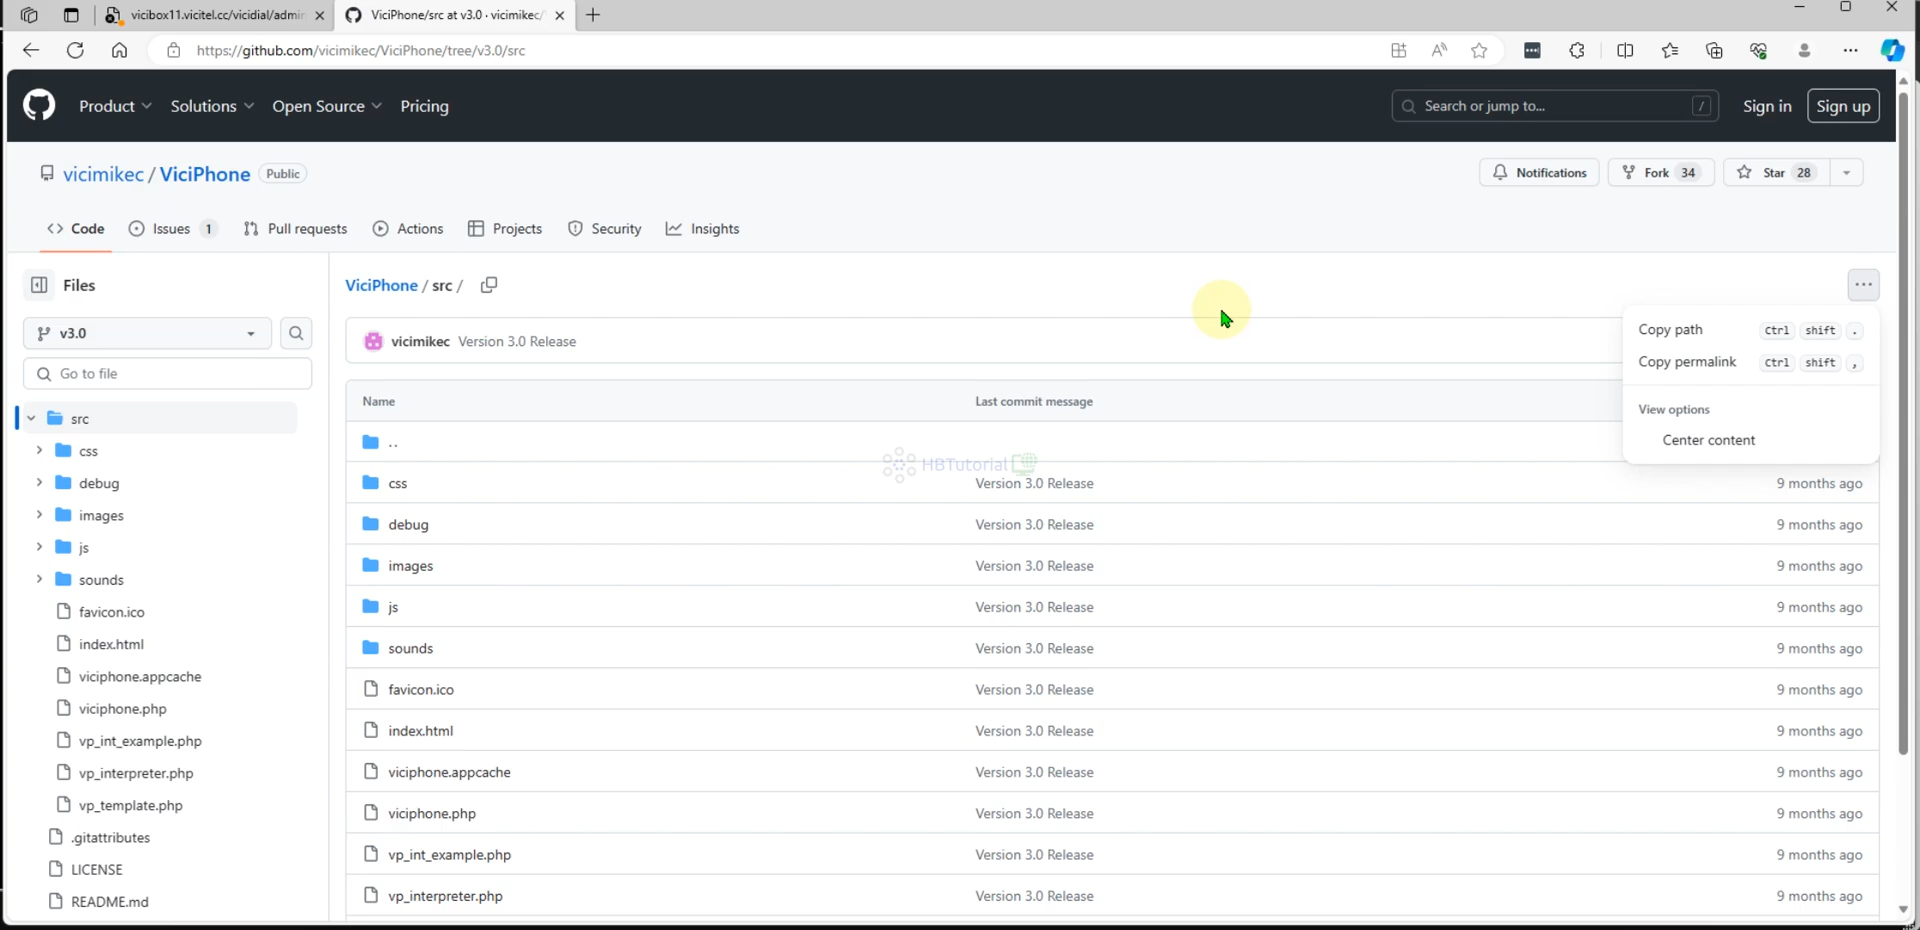 vicibox11.vicitel.cc/vicidial/admin
ViciPhone/src at v3.0 · vicimikec/
https://github.com/vicimikec/ViciPhone/tree/v3.0/src
Product
Solutions
Open Source
Pricing
Search or jump to...
/
Sign in
Sign up
vicimikec / ViciPhone Public
Notifications
Fork 34
Star 28
Code
Issues 1
Pull requests
Actions
Projects
Security
Insights
Files
ViciPhone / src /
v3.0
Go to file
vicimikec Version 3.0 Release
Copy path Ctrl shift .
Copy permalink Ctrl shift ,
View options
Center content
src
css
debug
images
js
sounds
favicon.ico
index.html
viciphone.appcache
viciphone.php
vp_int_example.php
vp_interpreter.php
vp_template.php
.gitattributes
LICENSE
README.md
Name Last commit message
..
HBTutorial
css Version 3.0 Release 9 months ago
debug Version 3.0 Release 9 months ago
images Version 3.0 Release 9 months ago
js Version 3.0 Release 9 months ago
sounds Version 3.0 Release 9 months ago
favicon.ico Version 3.0 Release 9 months ago
index.html Version 3.0 Release 9 months ago
viciphone.appcache Version 3.0 Release 9 months ago
viciphone.php Version 3.0 Release 9 months ago
vp_int_example.php Version 3.0 Release 9 months ago
vp_interpreter.php Version 3.0 Release 9 months ago